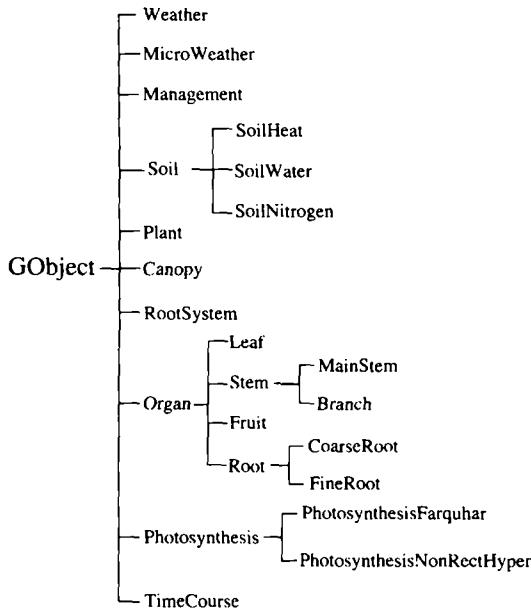 Weather
MicroWeather
Management
SoilHeat
Soil
SoilWater
SoilNitrogen
Plant
GObject
Canopy
RootSystem
Leaf
MainStem
Stem
Organ
Branch
Fruit
CoarseRoot
Root
FineRoot
PhotosynthesisFarquhar
Photosynthesis
PhotosynthesisNonRectHyper
TimeCourse